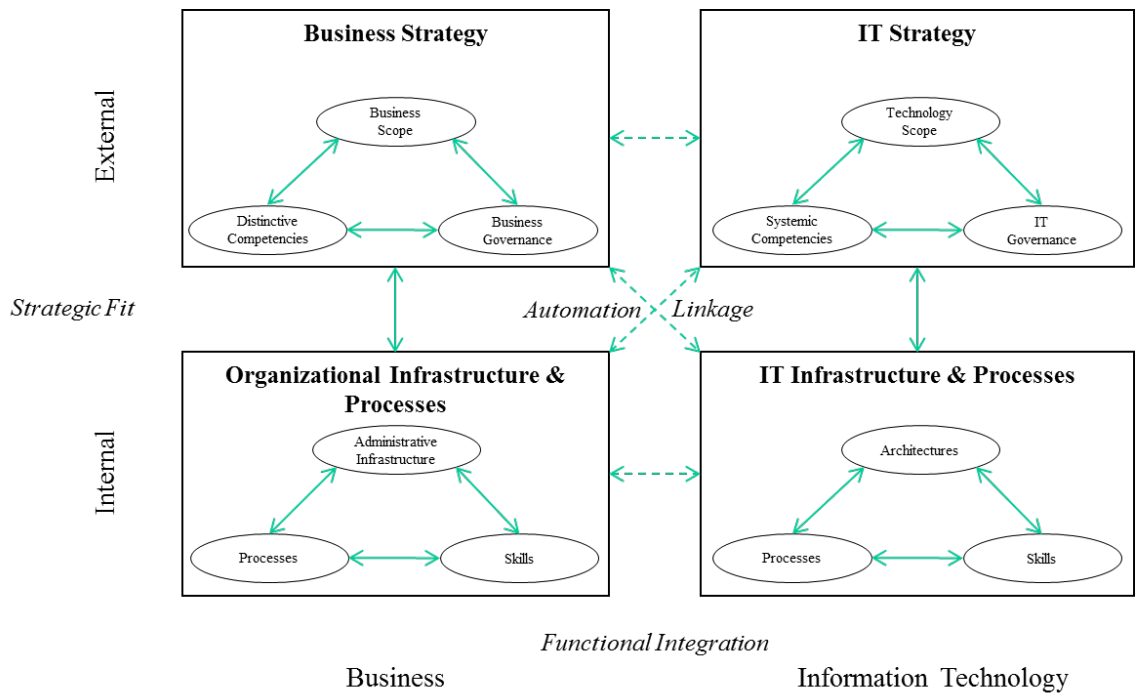 Business Strategy
IT Strategy
External
Business
Scope
Technology
Scope
Distinctive
Competencies
Business
Governance
Systemic
Competencies
IT
Governance
Strategic Fit
Automation
Linkage
Organizational Infrastructure &
Processes
IT Infrastructure & Processes
Internal
Administrative
Infrastructure
Architectures
Processes
Skills
Processes
Skills
Functional Integration
Business
Information Technology